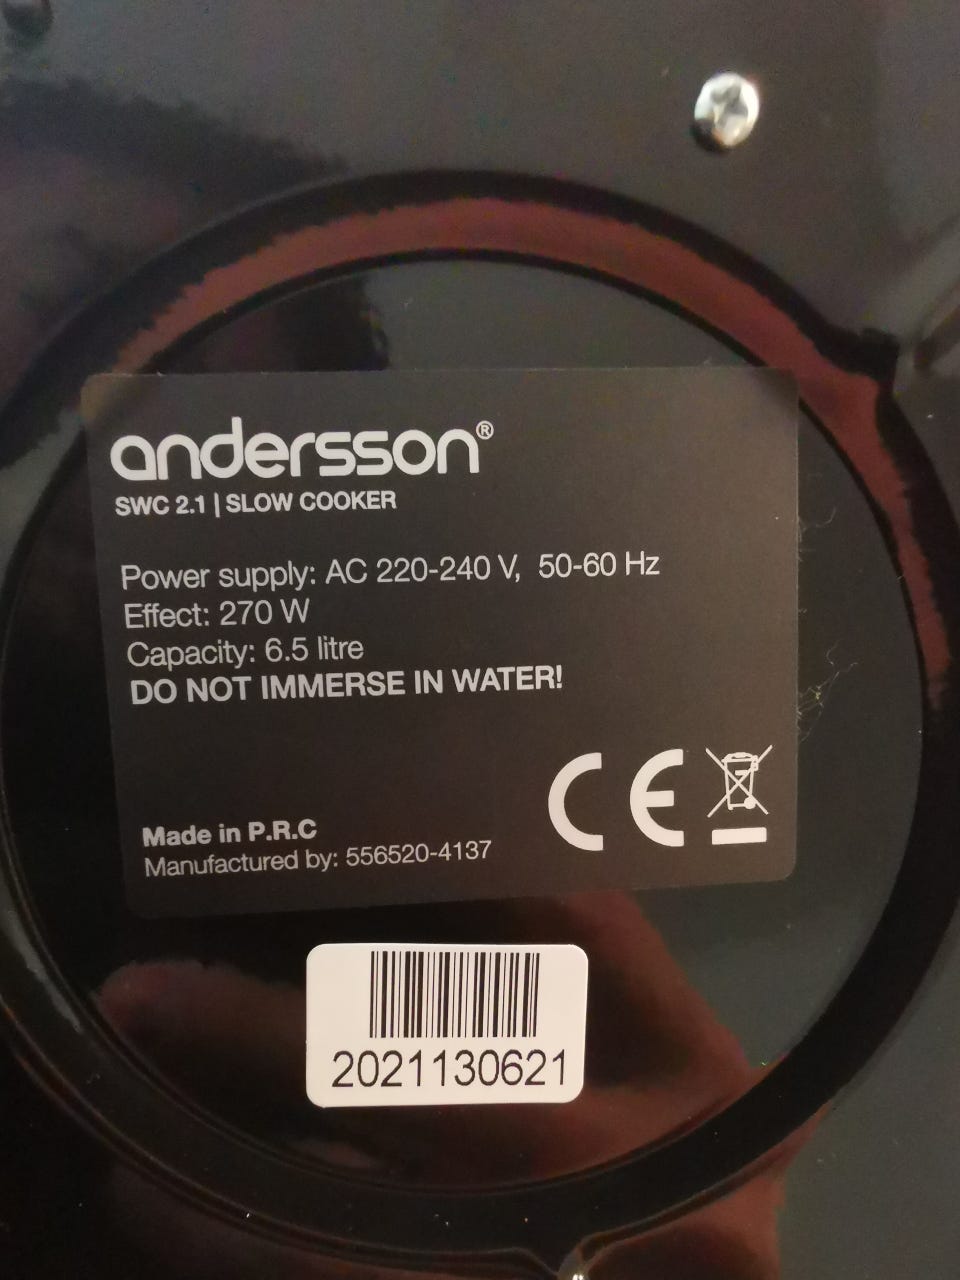 andersson®
SWC 2.1 | SLOW COOKER
Power supply: AC 220-240 V, 50-60 Hz
Effect: 270 W
Capacity: 6.5 litre
DO NOT IMMERSE IN WATER!
CE
Made in P.R.C
Manufactured by: 556520-4137
2021130621